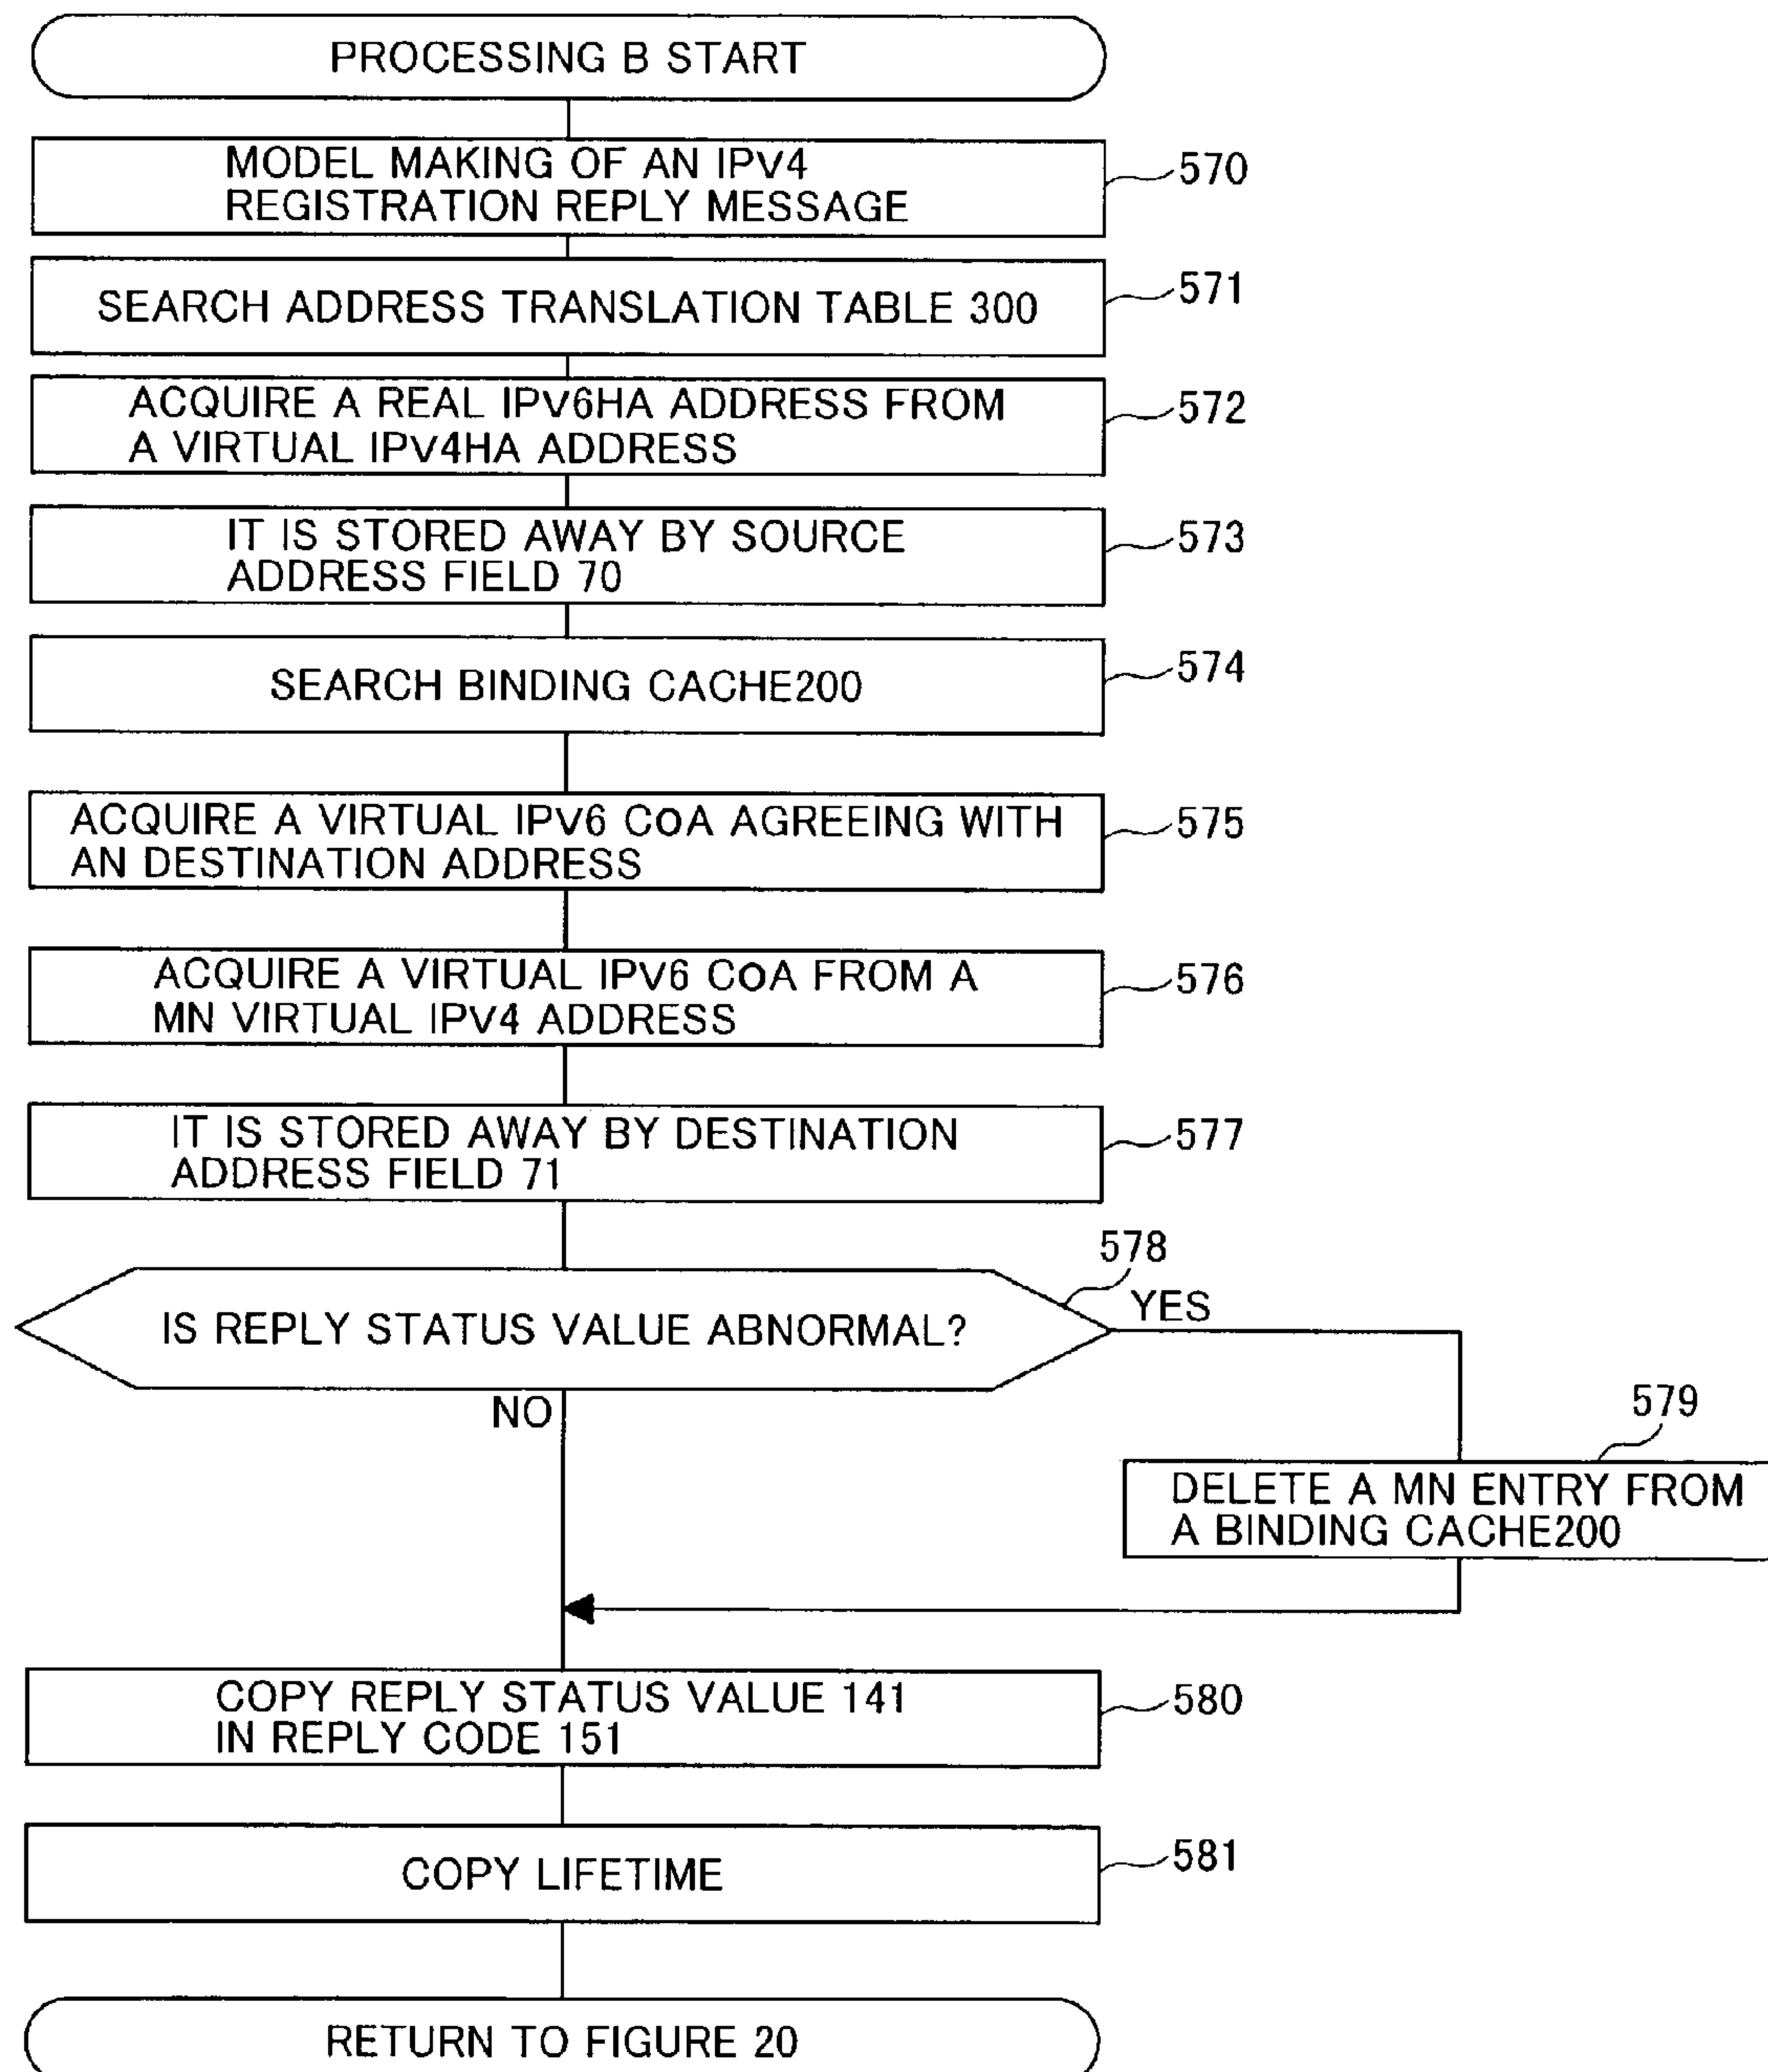 PROCESSING B START
MODEL MAKING OF AN IPV4
REGISTRATION REPLY MESSAGE
570
SEARCH ADDRESS TRANSLATION TABLE 300
571
ACQUIRE A REAL IPV6HA ADDRESS FROM
A VIRTUAL IPV4HA ADDRESS
572
IT IS STORED AWAY BY SOURCE
ADDRESS FIELD 70
573
SEARCH BINDING CACHE200
574
ACQUIRE A VIRTUAL IPV6 COA AGREEING WITH
AN DESTINATION ADDRESS
575
ACQUIRE A VIRTUAL IPV6 COA FROM A
MN VIRTUAL IPV4 ADDRESS
576
IT IS STORED AWAY BY DESTINATION
ADDRESS FIELD 71
577
578
IS REPLY STATUS VALUE ABNORMAL?
YES
NO
579
DELETE A MN ENTRY FROM
A BINDING CACHE200
COPY REPLY STATUS VALUE 141
IN REPLY CODE 151
580
COPY LIFETIME
581
RETURN TO FIGURE 20